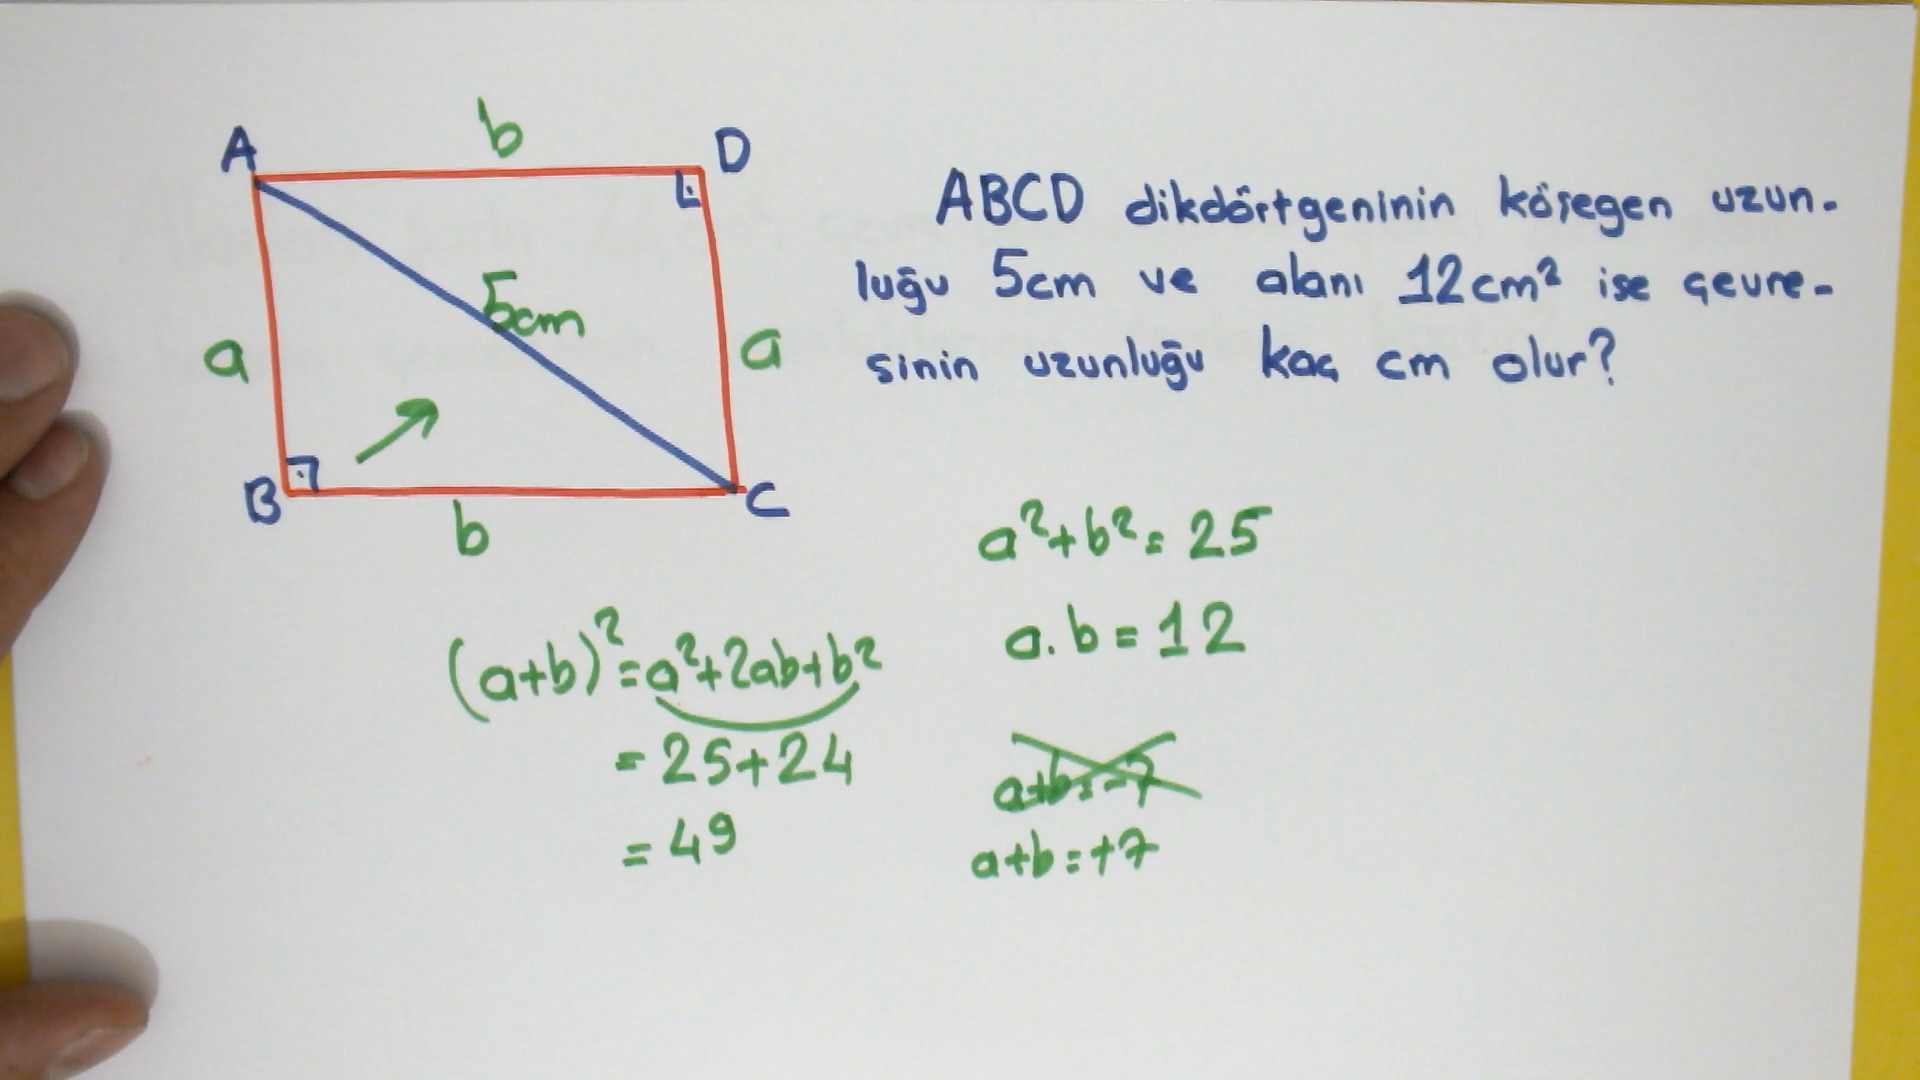 A
b
D
a
5cm
a
B
b
C
ABCD dikdörtgeninin köşegen uzun-
luğu 5cm ve alanı 12cm² ise çevre-
sinin uzunluğu kaç cm olur?
a²+b²=25
a.b=12
(a+b)²=a²+2ab+b²
=25+24
=49
a+b=-7
a+b=+7